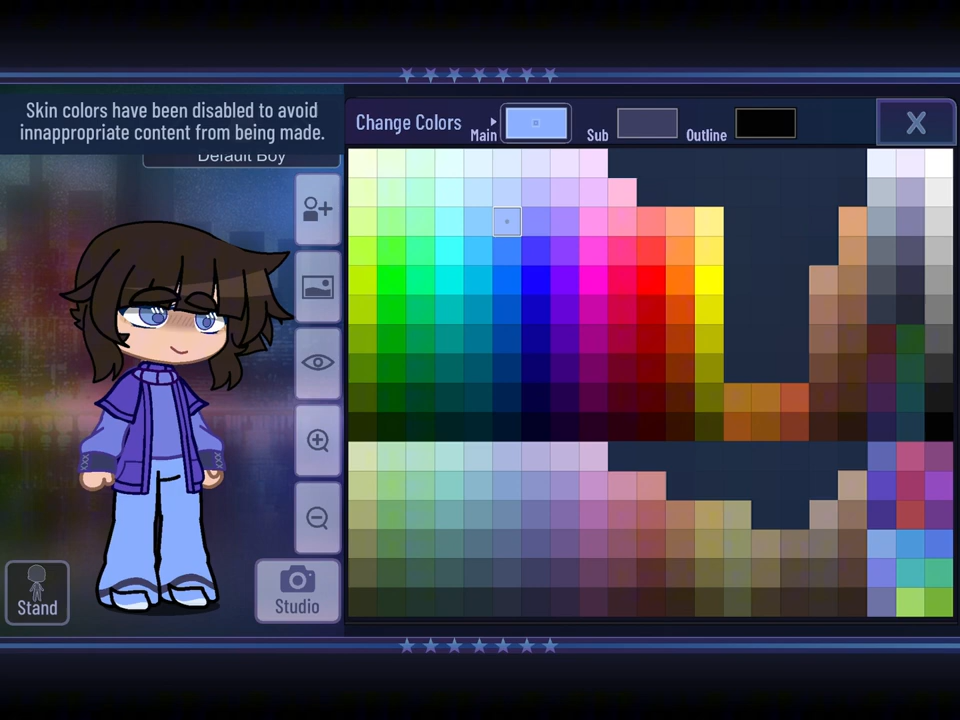 Skin colors have been disabled to avoid
innappropriate content from being made.
Default Boy
Change Colors
Main
Sub
Outline
X
Stand
Studio